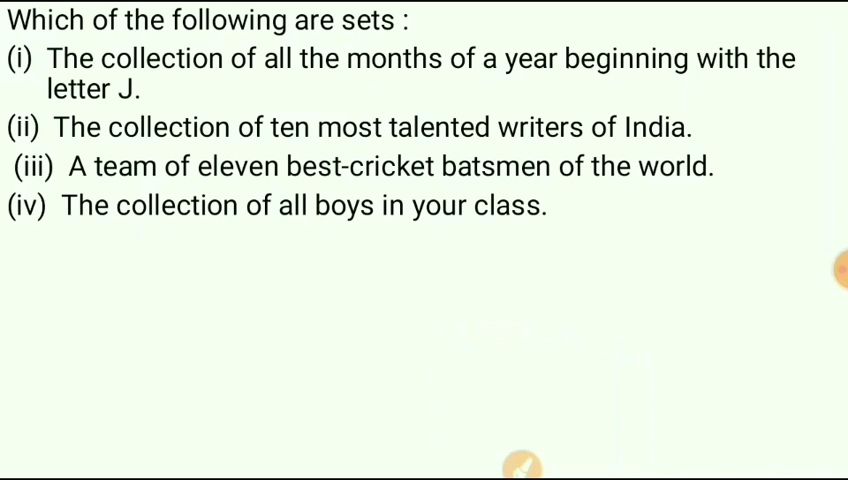 Which of the following are sets :
(i) The collection of all the months of a year beginning with the
letter J.
(ii) The collection of ten most talented writers of India.
(iii) A team of eleven best-cricket batsmen of the world.
(iv) The collection of all boys in your class.